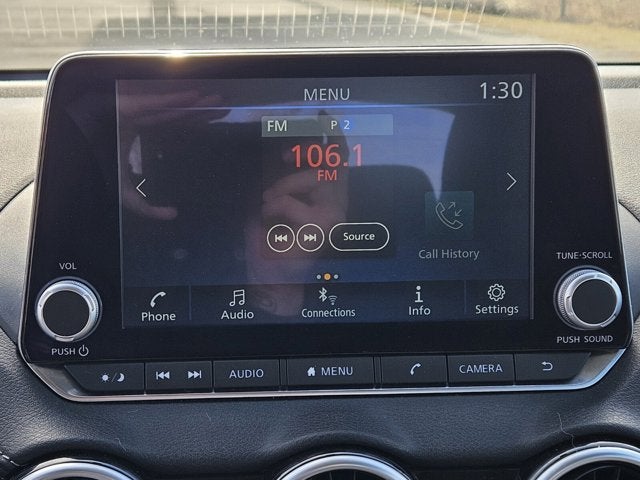 MENU 1:30
FM P 2
106.1
FM
Source
Call History
VOL
TUNE·SCROLL
Phone Audio Connections Info Settings
PUSH
PUSH SOUND
AUDIO MENU CAMERA